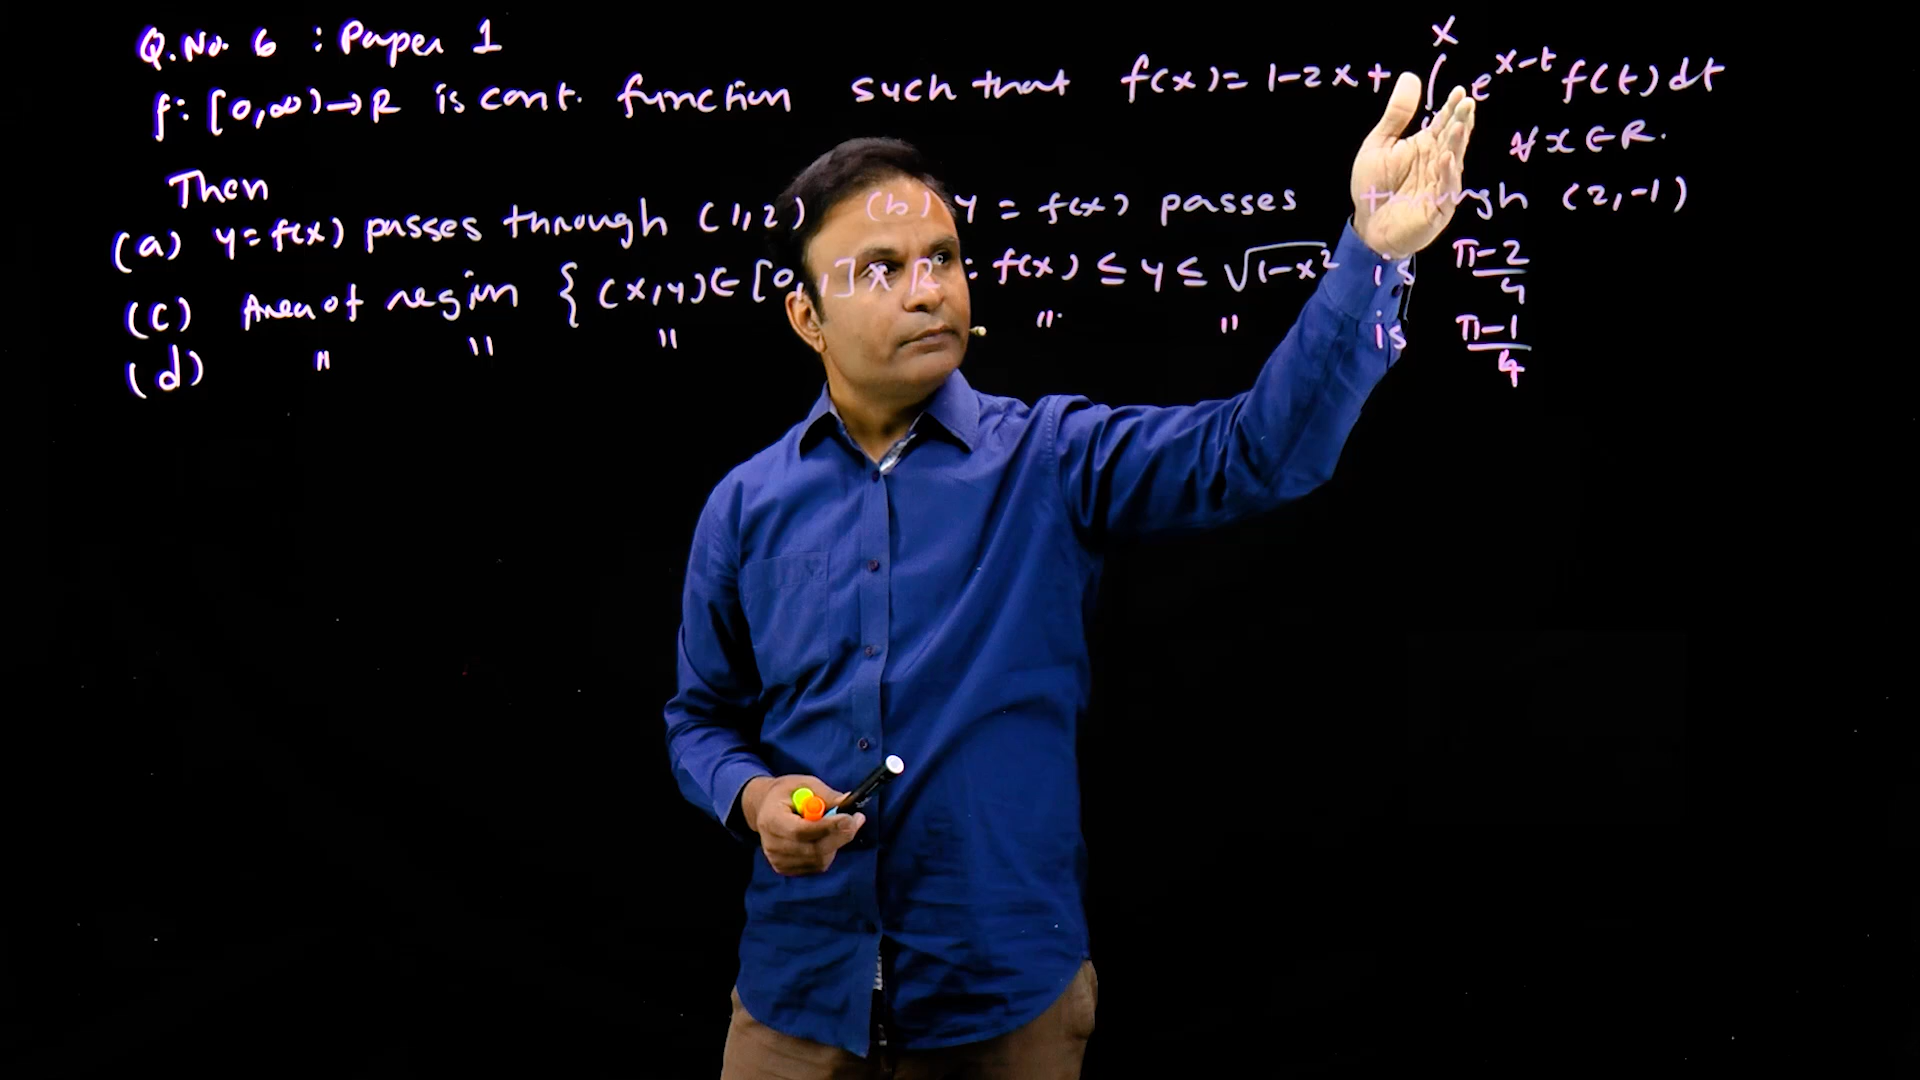 Q.No. 6 : Paper 1
f: [0,∞)→R is cont. function such that f(x)= 1-2x+ ∫ₓ e^{x-t} f(t) dt
∀ x ∈ R.
Then
(a) y=f(x) passes through (1,2) (b) y = f(x) passes through (2,-1)
(c) Area of region { (x,y)∈ [0,1] x R : f(x) ≤ y ≤ √1-x² is π-2/4
(d) " " " " " is π-1/4